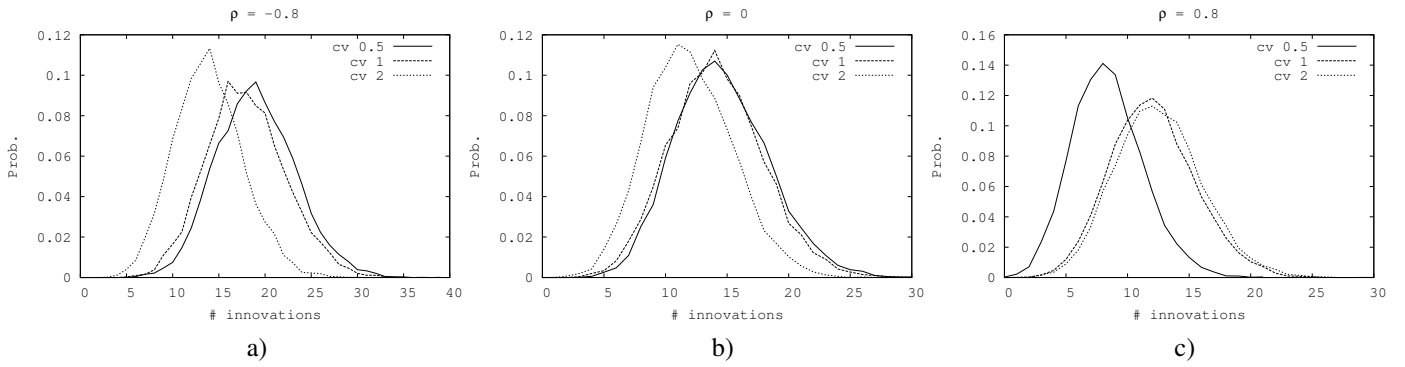 ρ = -0.8
0.12
0.1
0.08
0.06
0.04
0.02
0
Prob.
cv 0.5
cv 1
cv 2
0 5 10 15 20 25 30 35 40
# innovations
a)
ρ = 0
0.12
0.1
0.08
0.06
0.04
0.02
0
Prob.
cv 0.5
cv 1
cv 2
0 5 10 15 20 25 30
# innovations
b)
ρ = 0.8
0.16
0.14
0.12
0.1
0.08
0.06
0.04
0.02
0
Prob.
cv 0.5
cv 1
cv 2
0 5 10 15 20 25 30
# innovations
c)